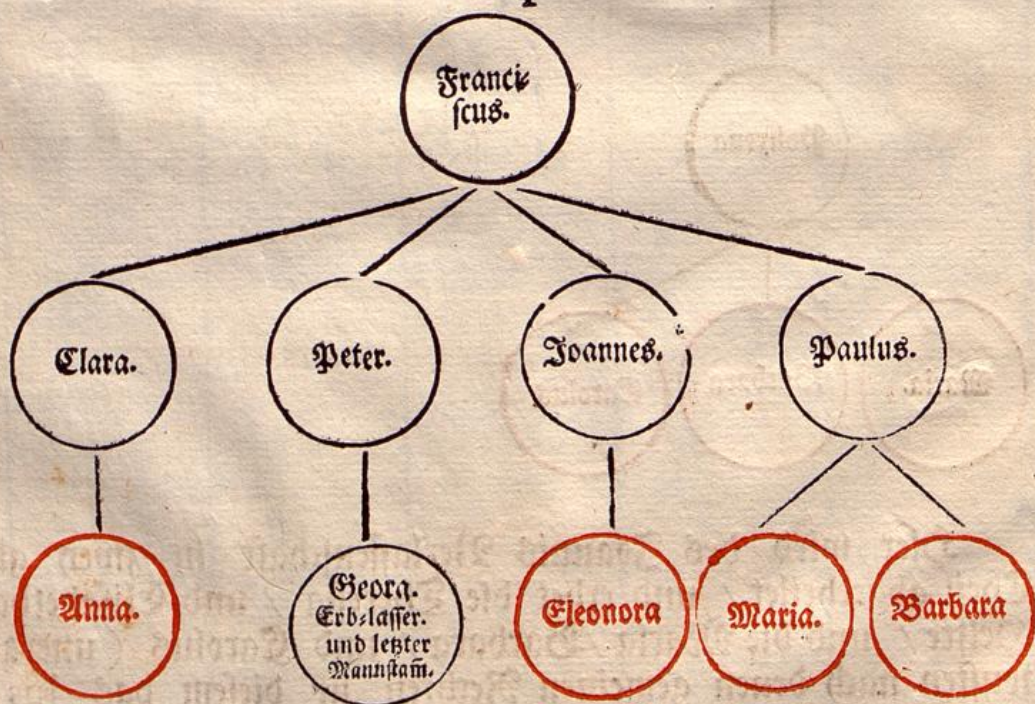 Franci⸗
ſcus.
Clara.
Peter.
Joannes.
Paulus.
Anna.
Georg.
Erb⸗laſſer.
und letzter
Mannſtam̄.
Eleonora
Maria.
Barbara